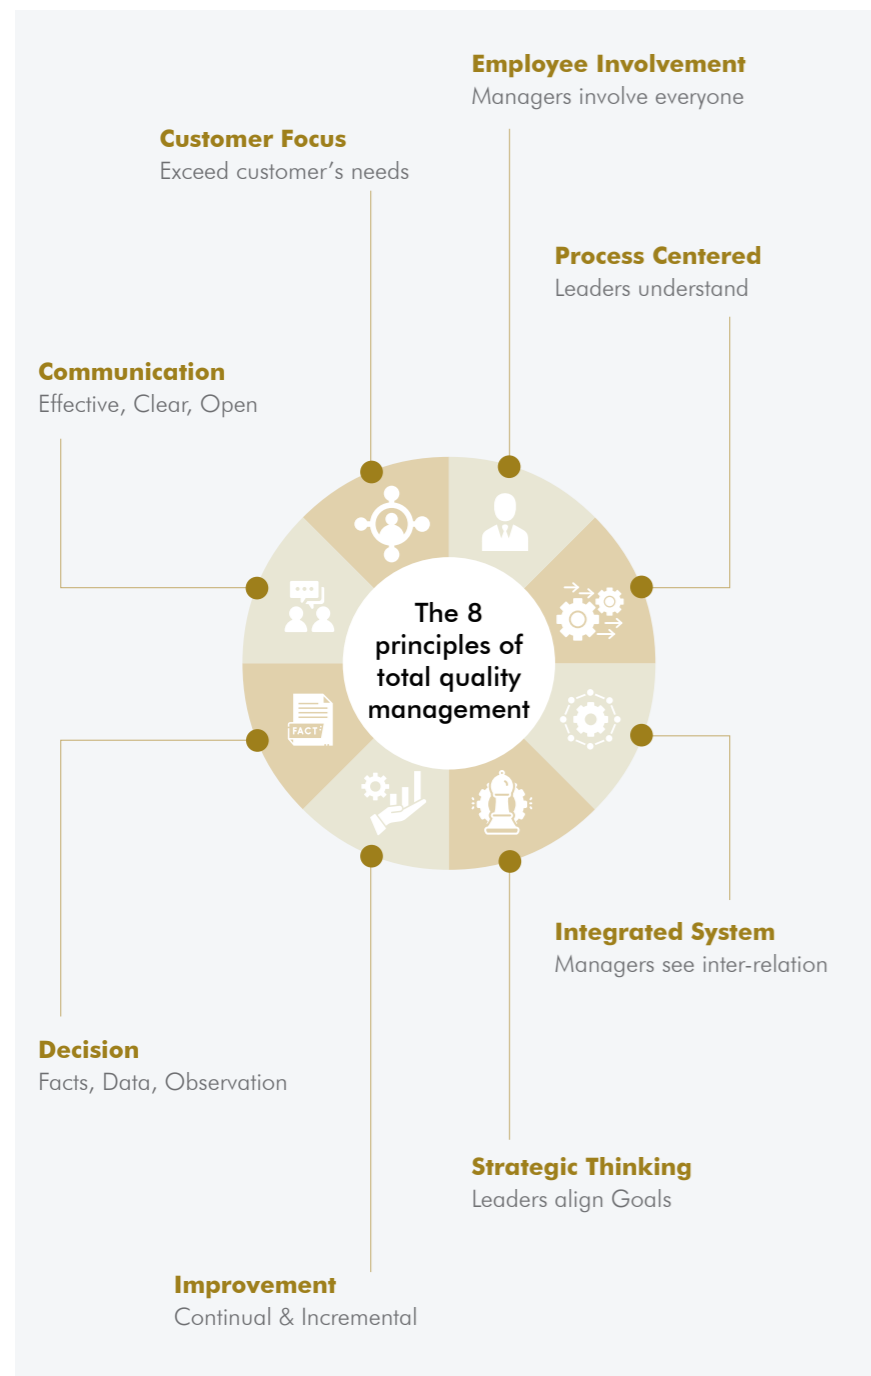 Employee Involvement
Managers involve everyone
Customer Focus
Exceed customer’s needs
Process Centered
Leaders understand
Communication
Effective, Clear, Open
The 8
principles of
total quality
management
FACT
Integrated System
Managers see inter-relation
Decision
Facts, Data, Observation
Strategic Thinking
Leaders align Goals
Improvement
Continual & Incremental